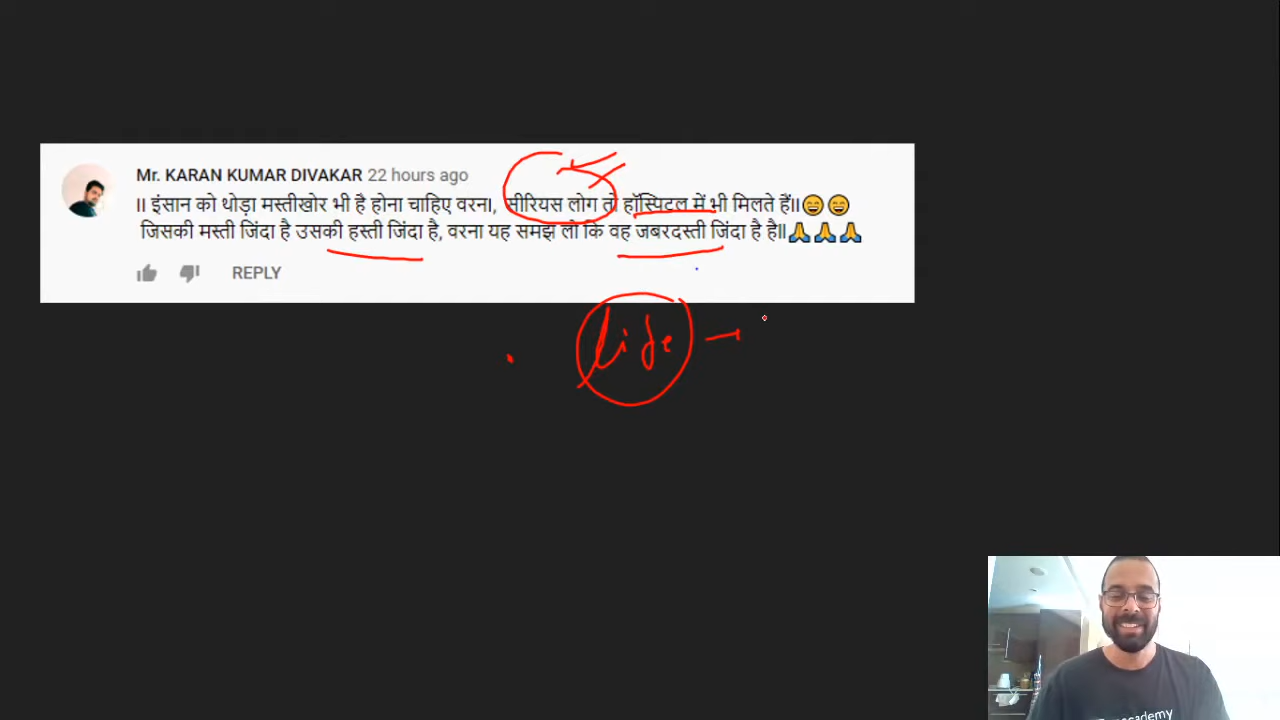 Mr. KARAN KUMAR DIVAKAR 22 hours ago
॥ इंसान को थोड़ा मस्तीखोर भी है होना चाहिए वरना।, सीरियस लोग तो हॉस्पिटल में भी मिलते हैं॥😄😄
जिसकी मस्ती जिंदा है उसकी हस्ती जिंदा है, वरना यह समझ लो कि वह जबरदस्ती जिंदा है है॥🙏🙏🙏
REPLY
life